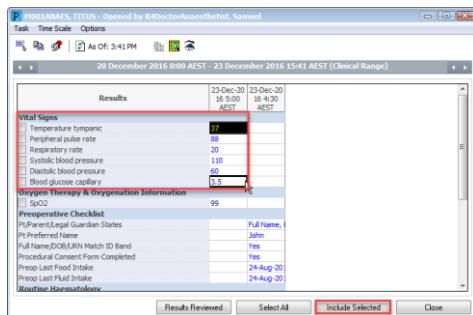 M001ANAES, TITUS - Opened by R4DoctorAnaesthetist, Samuel
Task Time Scale Options
As Of: 3:41 PM
20 December 2016 0:00 AEST - 23 December 2016 15:41 AEST (Clinical Range)
Results 23-Dec-20 16 5:00 AEST 23-Dec-20 16 4:30 AEST
Vital Signs
Temperature tympanic 37
Peripheral pulse rate 88
Respiratory rate 20
Systolic blood pressure 110
Diastolic blood pressure 60
Blood glucose capillary 3.5
Oxygen Therapy & Oxygenation Information
SpO2 99
Preoperative Checklist
Pt/Parent/Legal Guardian States Full Name,
Pt Preferred Name John
Full Name/DOB/URN Match ID Band Yes
Procedural Consent Form Completed Yes
Preop Last Food Intake 24-Aug-20
Preop Last Fluid Intake 24-Aug-20
Routine Haematology
Results Reviewed Select All Include Selected Close